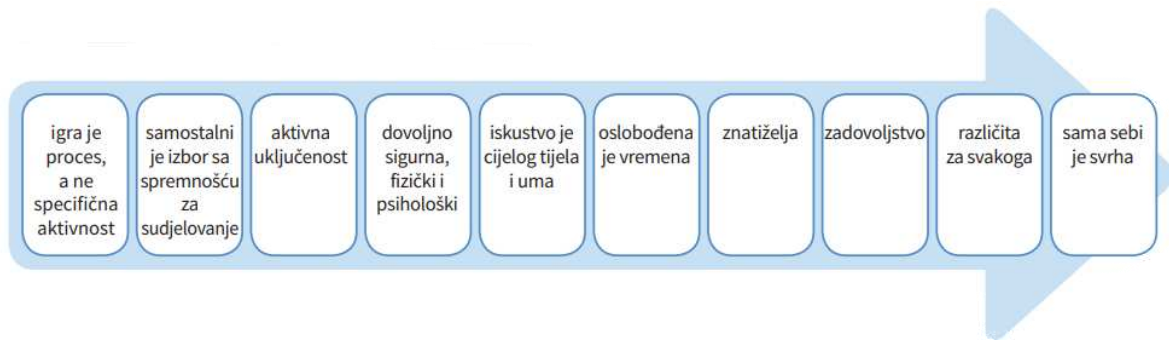 igra je
proces,
a ne
specifična
aktivnost
samostalni
je izbor sa
spremnošću
za
sudjelovanje
aktivna
uključenost
dovoljno
sigurna,
fizički i
psihološki
iskustvo je
cijelog tijela
i uma
oslobođena
je vremena
znatiželja
zadovoljstvo
različita
za svakoga
sama sebi
je svrha